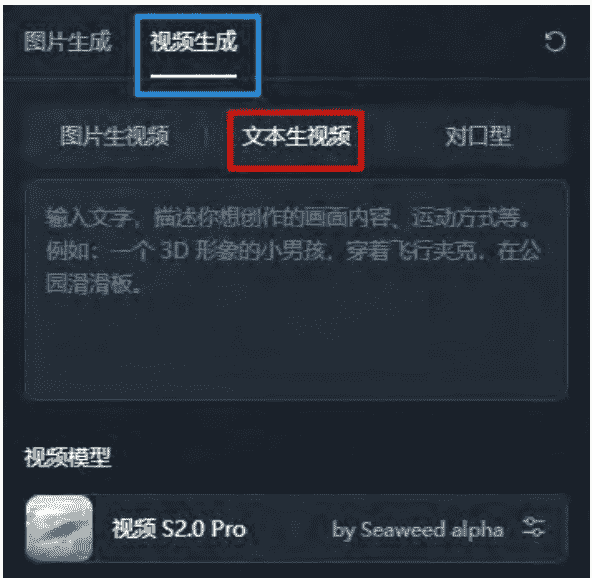 图片生成 视频生成
图片生视频 文本生视频 对口型
输入文字，描述你想创作的画面内容、运动方式等。
例如：一个 3D 形象的小男孩，穿着飞行夹克，在公
园滑滑板。
视频模型
视频 S2.0 Pro by Seaweed alpha